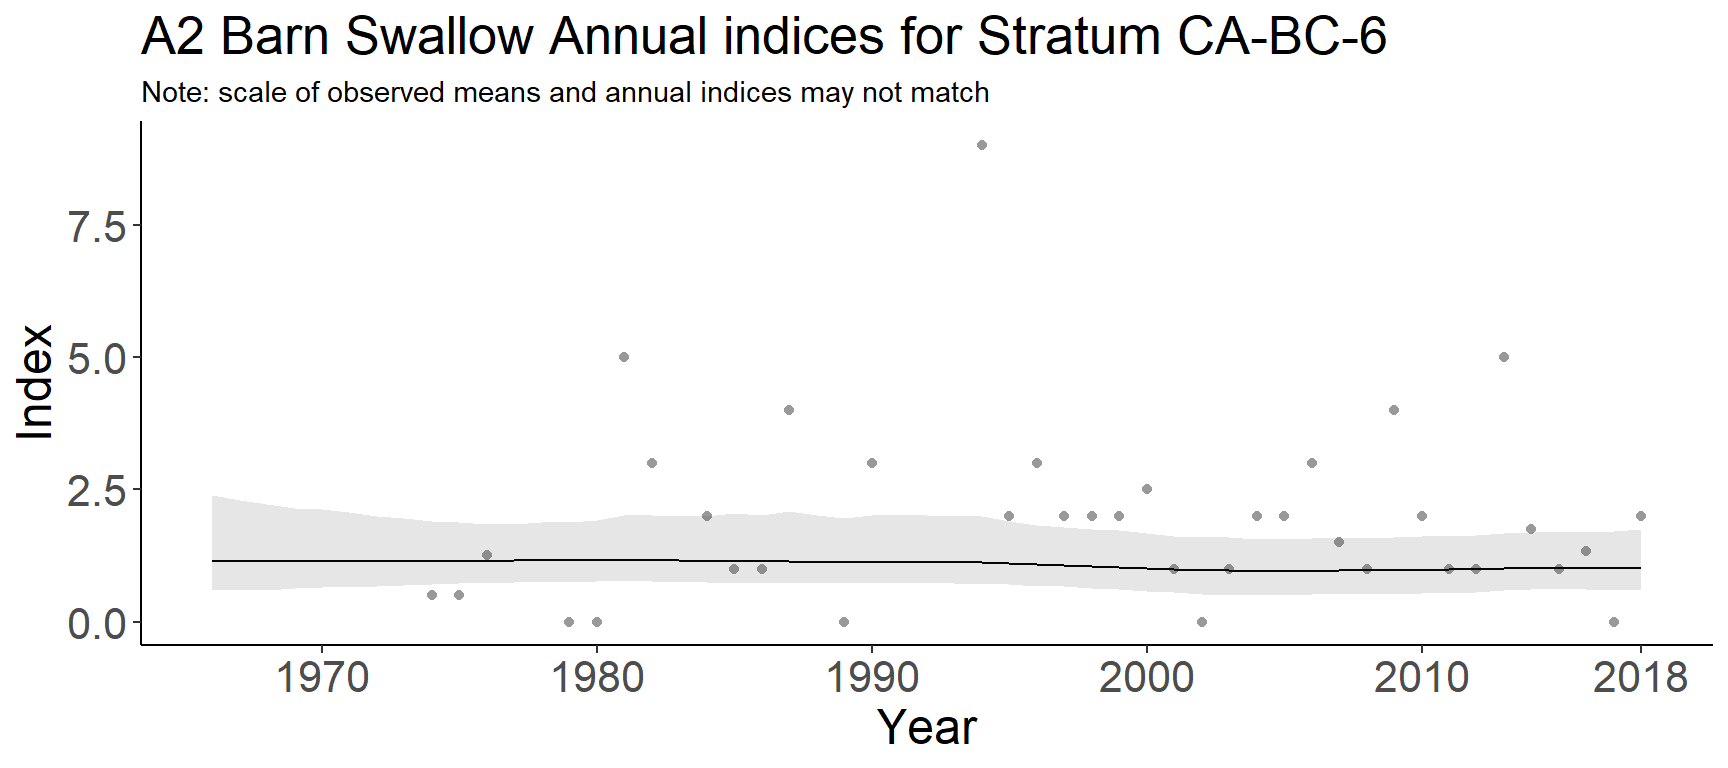 A2 Barn Swallow Annual indices for Stratum CA-BC-6
Note: scale of observed means and annual indices may not match
7.5
5.0
2.5
0.0
Index
1970 1980 1990 2000 2010 2018
Year